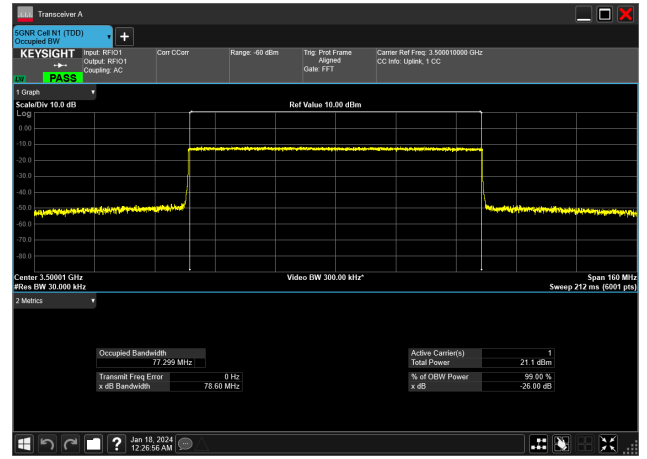 Transceiver A
5GNR Cell N1 (TDD)
Occupied BW
KEYSIGHT
LXI
PASS
Input: RFIO1
Output: RFIO1
Coupling: AC
Corr CCorr
Range: -60 dBm
Trig: Prot Frame
Aligned
Gate: FFT
Carrier Ref Freq: 3.500010000 GHz
CC Info: Uplink, 1 CC
1 Graph
Scale/Div 10.0 dB
Ref Value 10.00 dBm
Log
0.00
-10.0
-20.0
-30.0
-40.0
-50.0
-60.0
-70.0
-80.0
Center 3.50001 GHz
Video BW 300.00 kHz*
Span 160 MHz
#Res BW 30.000 kHz
Sweep 212 ms (6001 pts)
2 Metrics
Occupied Bandwidth
77.299 MHz
Transmit Freq Error 0 Hz
x dB Bandwidth 78.60 MHz
Active Carrier(s) 1
Total Power 21.1 dBm
% of OBW Power 99.00 %
x dB -26.00 dB
Jan 18, 2024
12:26:56 AM